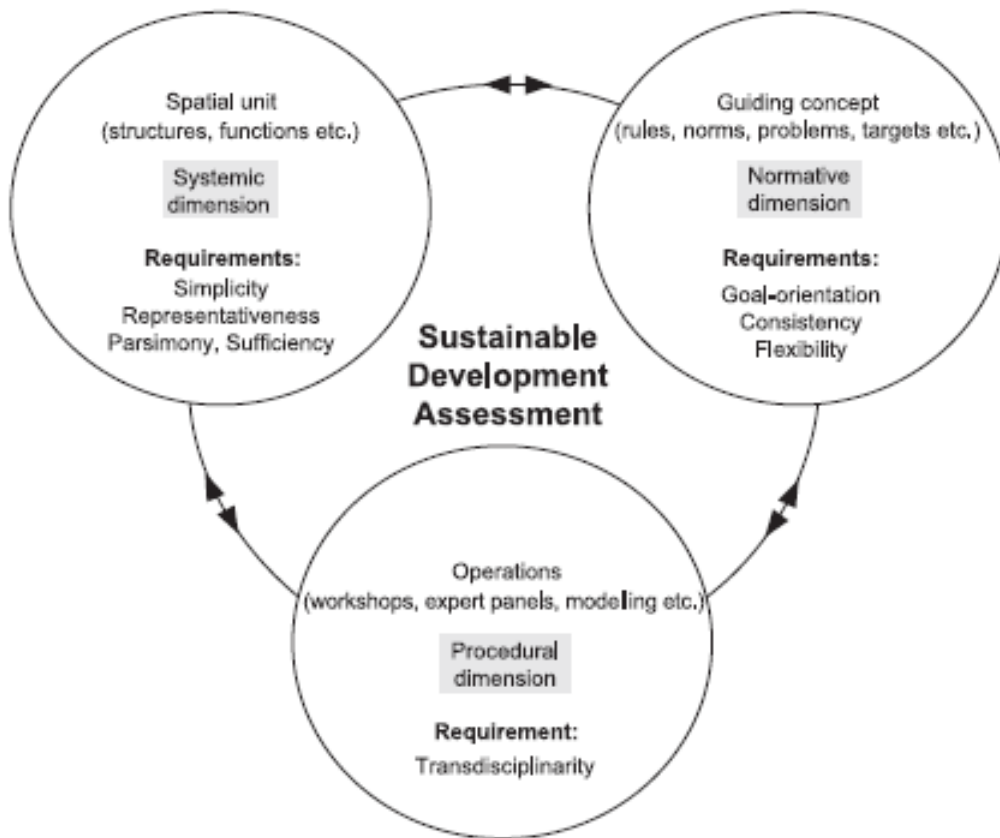 Spatial unit
(structures, functions etc.)
Systemic
dimension
Requirements:
Simplicity
Representativeness
Parsimony, Sufficiency
Guiding concept
(rules, norms, problems, targets etc.)
Normative
dimension
Requirements:
Goal-orientation
Consistency
Flexibility
Sustainable
Development
Assessment
Operations
(workshops, expert panels, modelling etc.)
Procedural
dimension
Requirement:
Transdisciplinarity